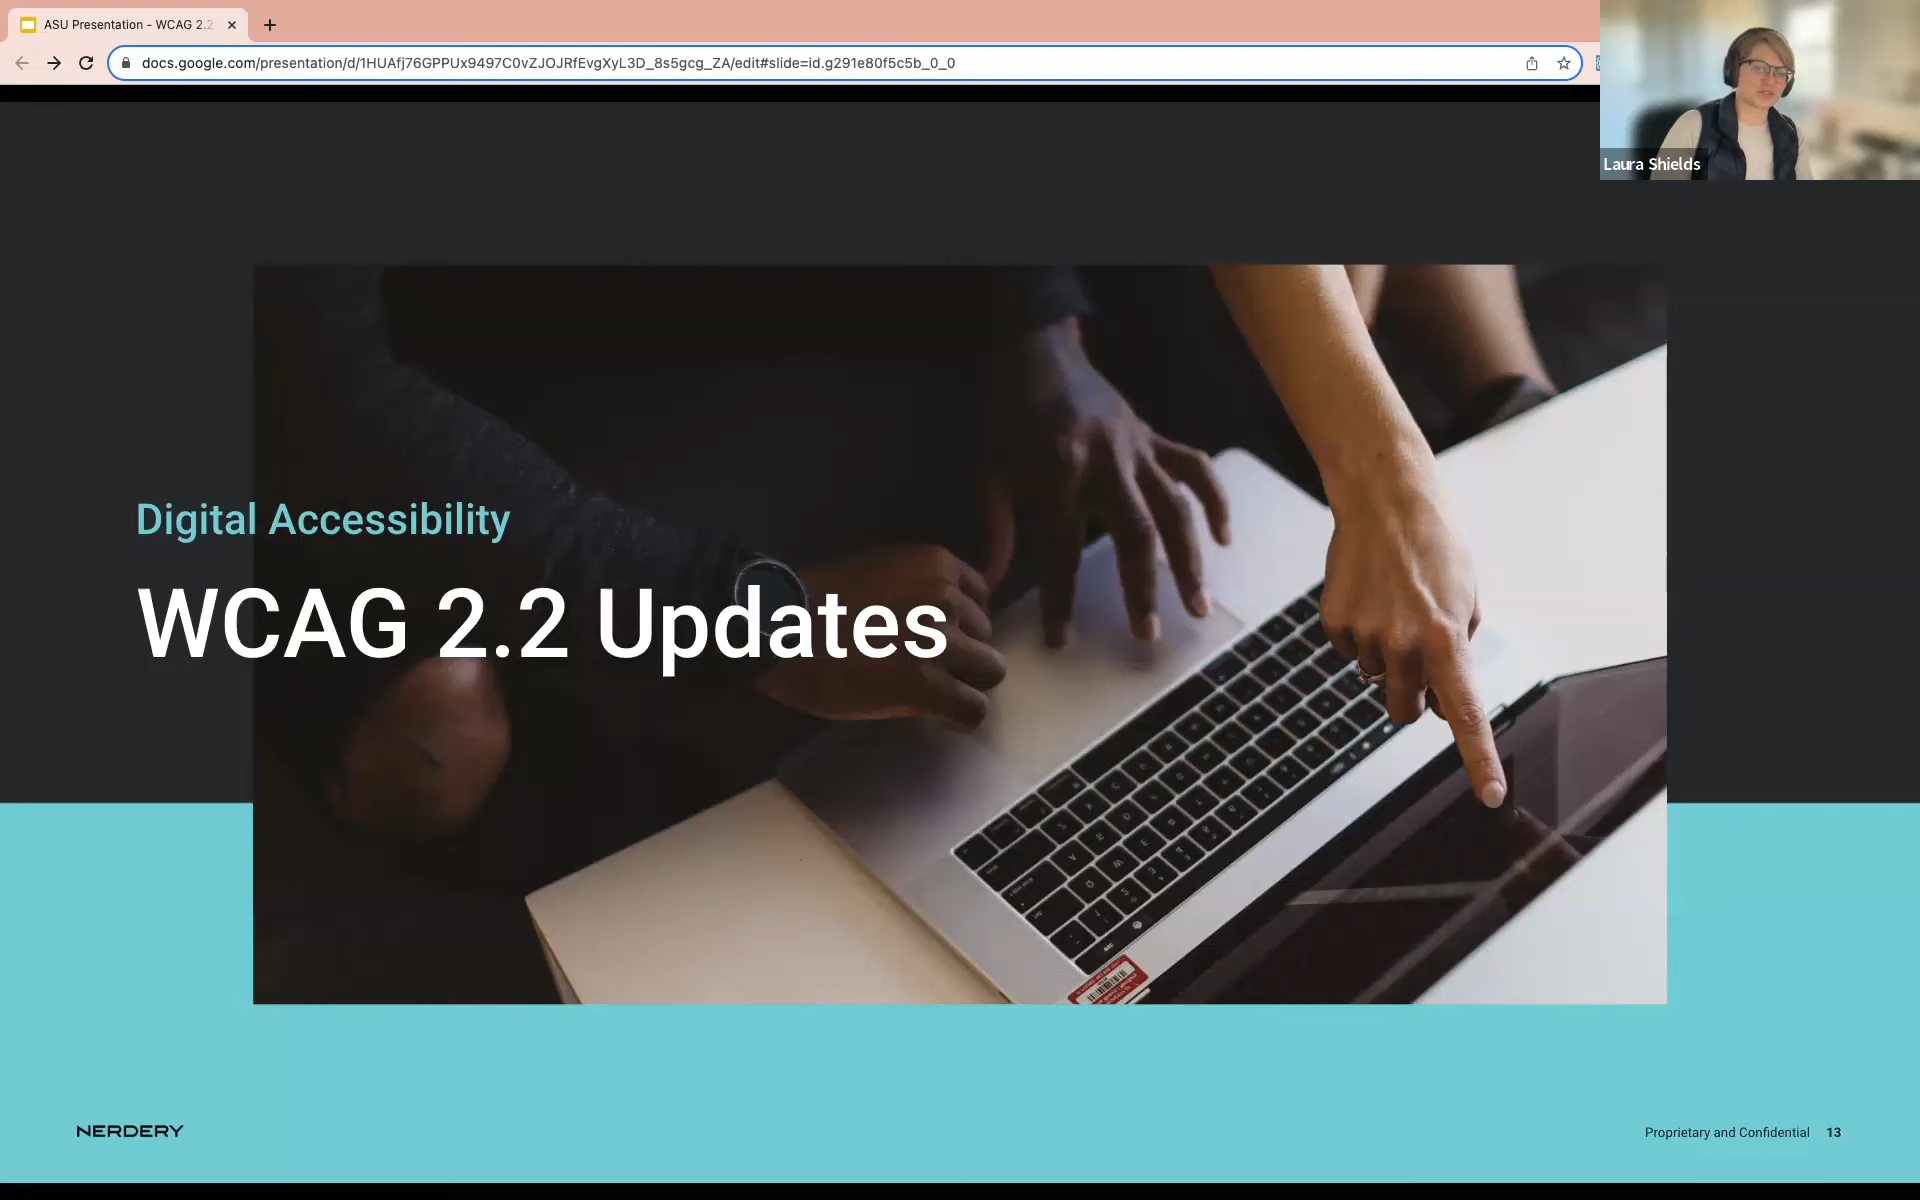 ASU Presentation - WCAG 2.2
docs.google.com/presentation/d/1HUAfj76GPPUx9497C0vZJOJRfEvgXyL3D_8s5gcg_ZA/edit#slide=id.g291e80f5c5b_0_0
Laura Shields
Digital Accessibility
WCAG 2.2 Updates
NERDERY
Proprietary and Confidential 13